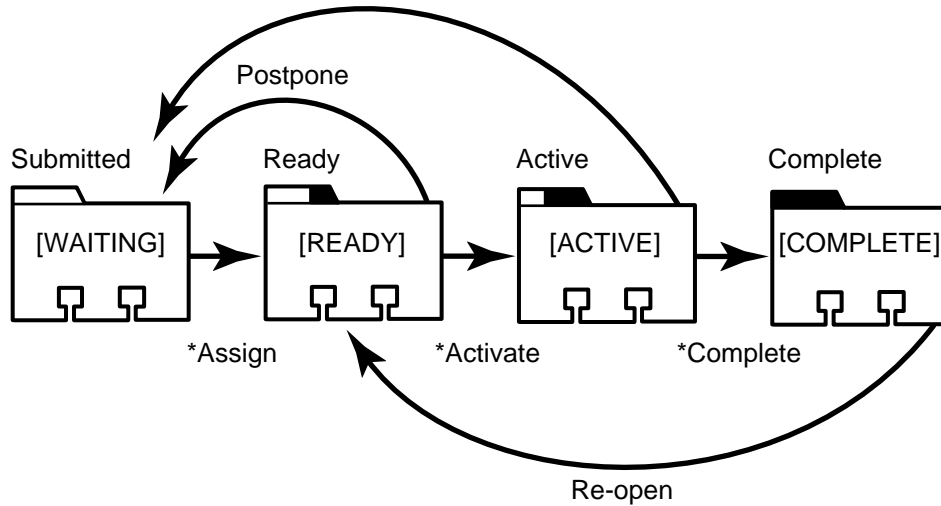 Postpone
Submitted
Ready
Active
Complete
[WAITING]
[READY]
[ACTIVE]
[COMPLETE]
*Assign
*Activate
*Complete
Re-open